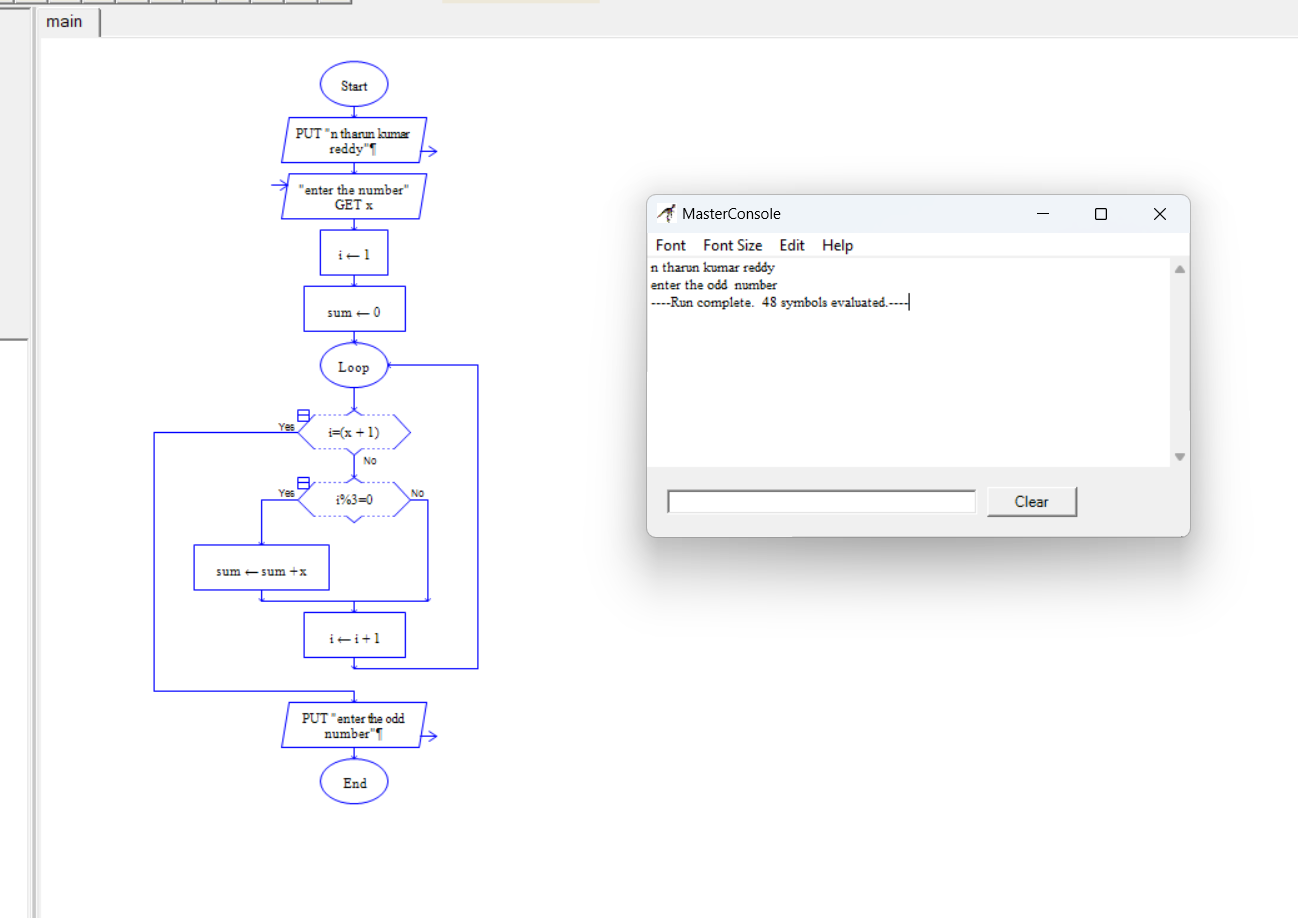 main
Start
PUT "n tharun kumar
reddy"¶
"enter the number"
GET x
i ← 1
sum ← 0
Loop
Yes
i=(x + 1)
No
Yes
i%3=0
No
sum ← sum +x
i ← i + 1
PUT "enter the odd
number"¶
End
MasterConsole
Font Font Size Edit Help
n tharun kumar reddy
enter the odd  number
----Run complete.  48 symbols evaluated.----
Clear